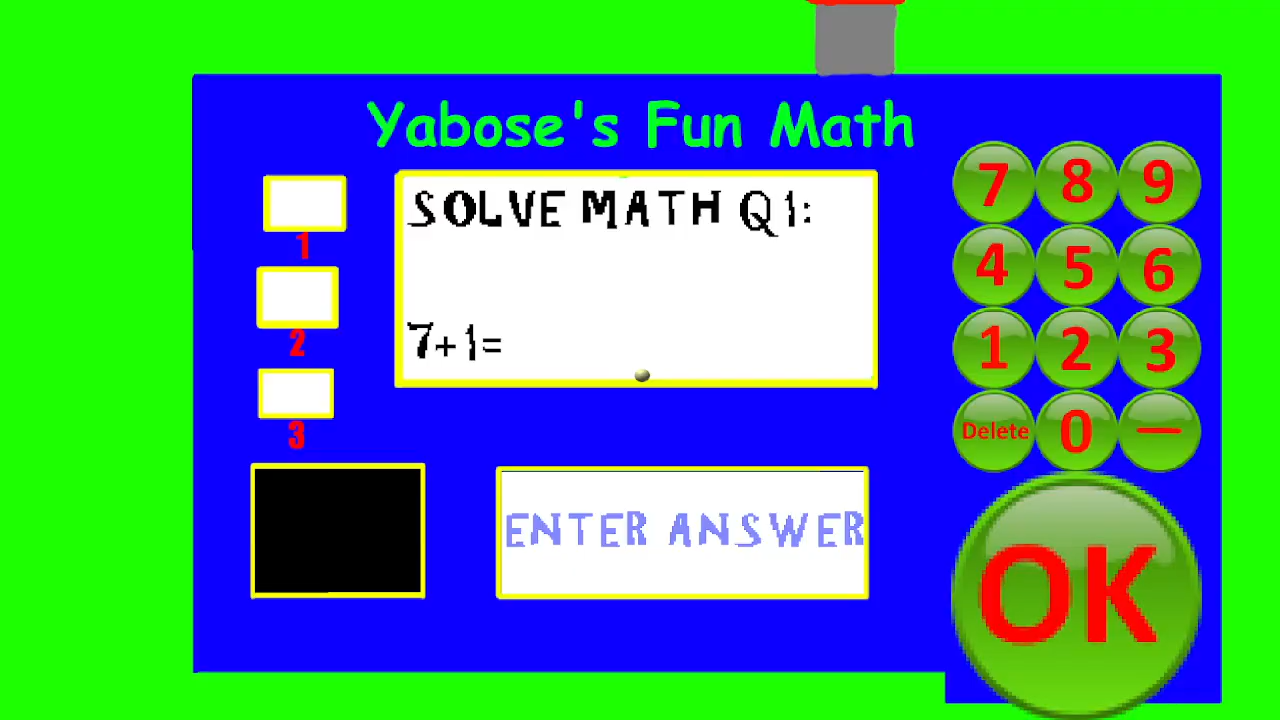 Yabose's Fun Math
SOLVE MATH Q1:
7+1=
1
2
3
ENTER ANSWER
7 8 9
4 5 6
1 2 3
Delete 0 —
OK